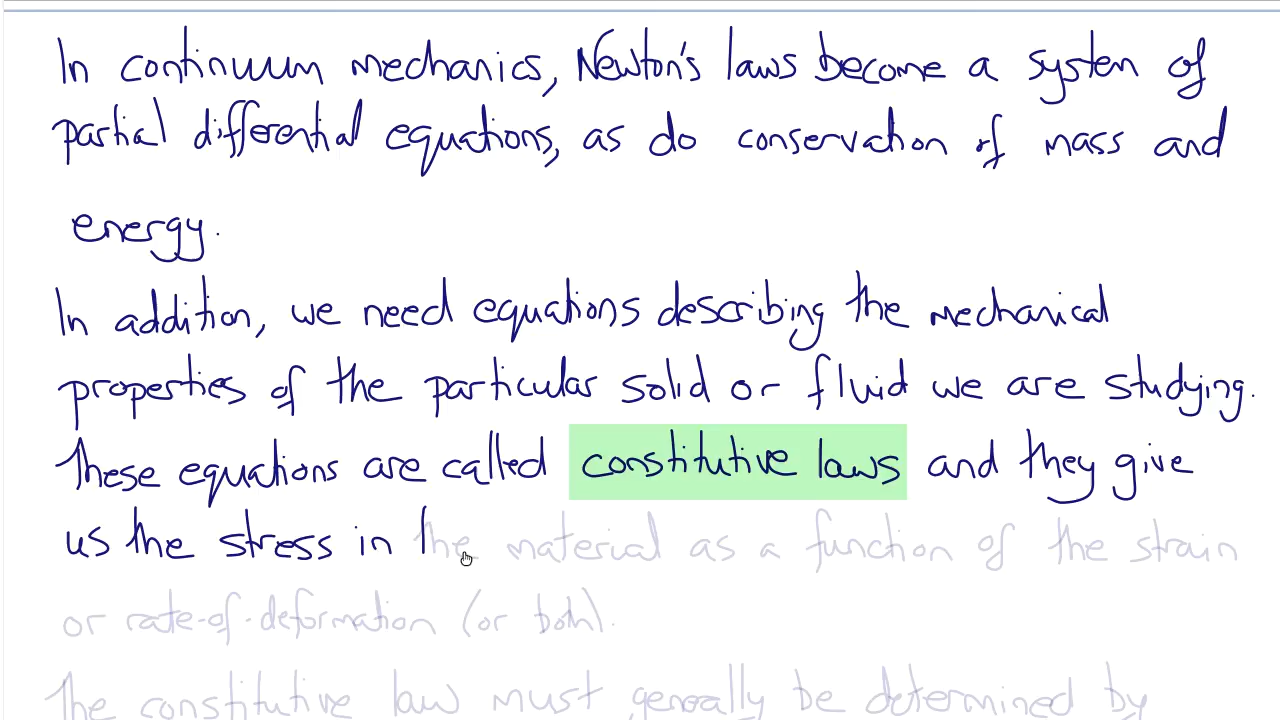 In continuum mechanics, Newton's laws become a system of
partial differential equations, as do conservation of mass and
energy.
In addition, we need equations describing the mechanical
properties of the particular solid or fluid we are studying.
These equations are called constitutive laws and they give
us the stress in the material as a function of the strain
or rate-of-deformation (or both).
The constitutive law must generally be determined by